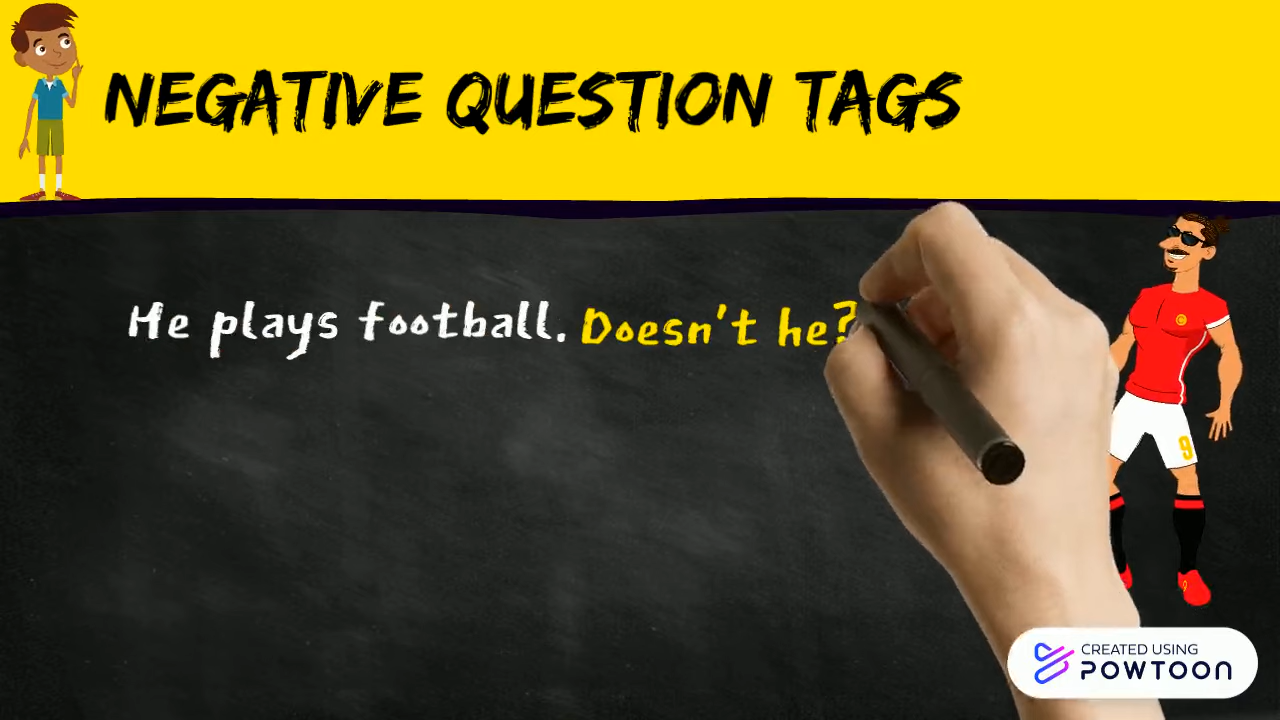 NEGATIVE QUESTION TAGS
He plays football. Doesn't he?
9
CREATED USING
POWTOON